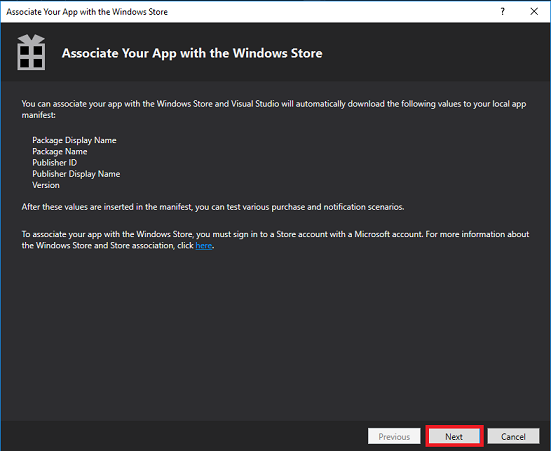 Associate Your App with the Windows Store
?
Associate Your App with the Windows Store
You can associate your app with the Windows Store and Visual Studio will automatically download the following values to your local app
manifest:
Package Display Name
Package Name
Publisher ID
Publisher Display Name
Version
After these values are inserted in the manifest, you can test various purchase and notification scenarios.
To associate your app with the Windows Store, you must sign in to a Store account with a Microsoft account. For more information about
the Windows Store and Store association, click here.
Previous Next Cancel